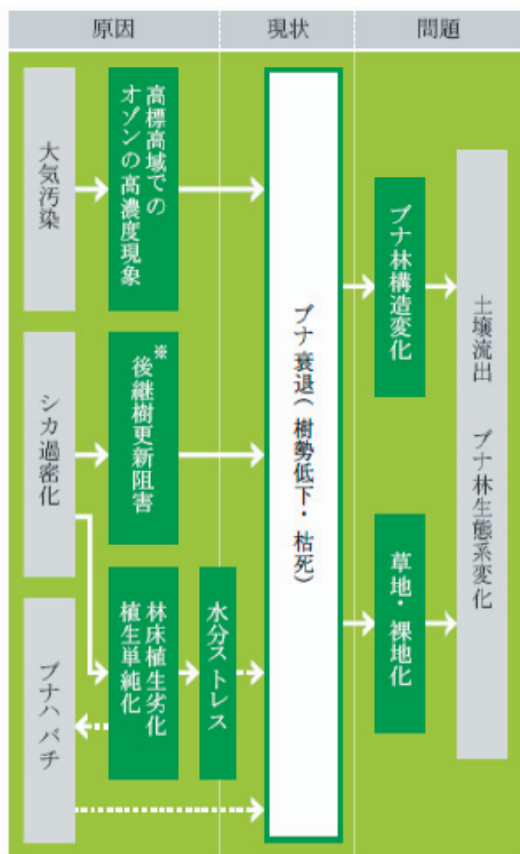 原因
現状
問題
大気汚染
高標高域での
オゾンの高濃度現象
シカ過密化
※
後継樹更新阻害
林床植生劣化
植生単純化
水分ストレス
ブナハバチ
ブナ衰退(樹勢低下・枯死)
ブナ林構造変化
草地・裸地化
土壌流出 ブナ林生態系変化